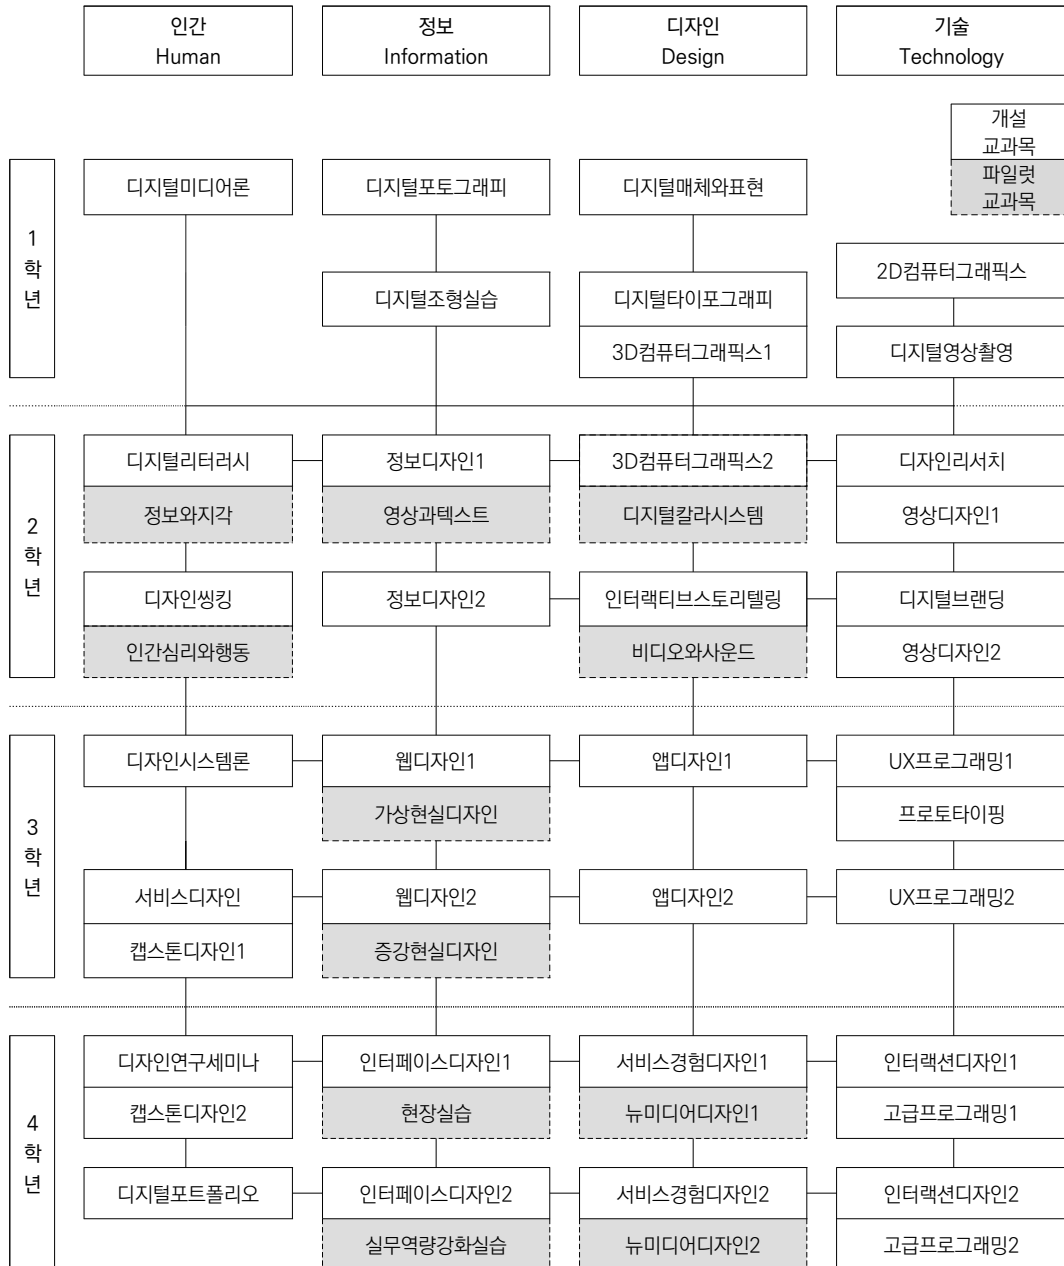 인간
Human
정보
Information
디자인
Design
기술
Technology
개설
교과목
파일럿
교과목
1
학
년
디지털미디어론
디지털포토그래피
디지털매체와표현
2D컴퓨터그래픽스
디지털조형실습
디지털타이포그래피
3D컴퓨터그래픽스1
디지털영상촬영
2
학
년
디지털리터러시
정보디자인1
3D컴퓨터그래픽스2
디자인리서치
정보와지각
영상과텍스트
디지털칼라시스템
영상디자인1
디자인씽킹
정보디자인2
인터랙티브스토리텔링
디지털브랜딩
인간심리와행동
비디오와사운드
영상디자인2
3
학
년
디자인시스템론
웹디자인1
앱디자인1
UX프로그래밍1
가상현실디자인
프로토타이핑
서비스디자인
웹디자인2
앱디자인2
UX프로그래밍2
캡스톤디자인1
증강현실디자인
4
학
년
디자인연구세미나
인터페이스디자인1
서비스경험디자인1
인터랙션디자인1
캡스톤디자인2
현장실습
뉴미디어디자인1
고급프로그래밍1
디지털포트폴리오
인터페이스디자인2
서비스경험디자인2
인터랙션디자인2
실무역량강화실습
뉴미디어디자인2
고급프로그래밍2